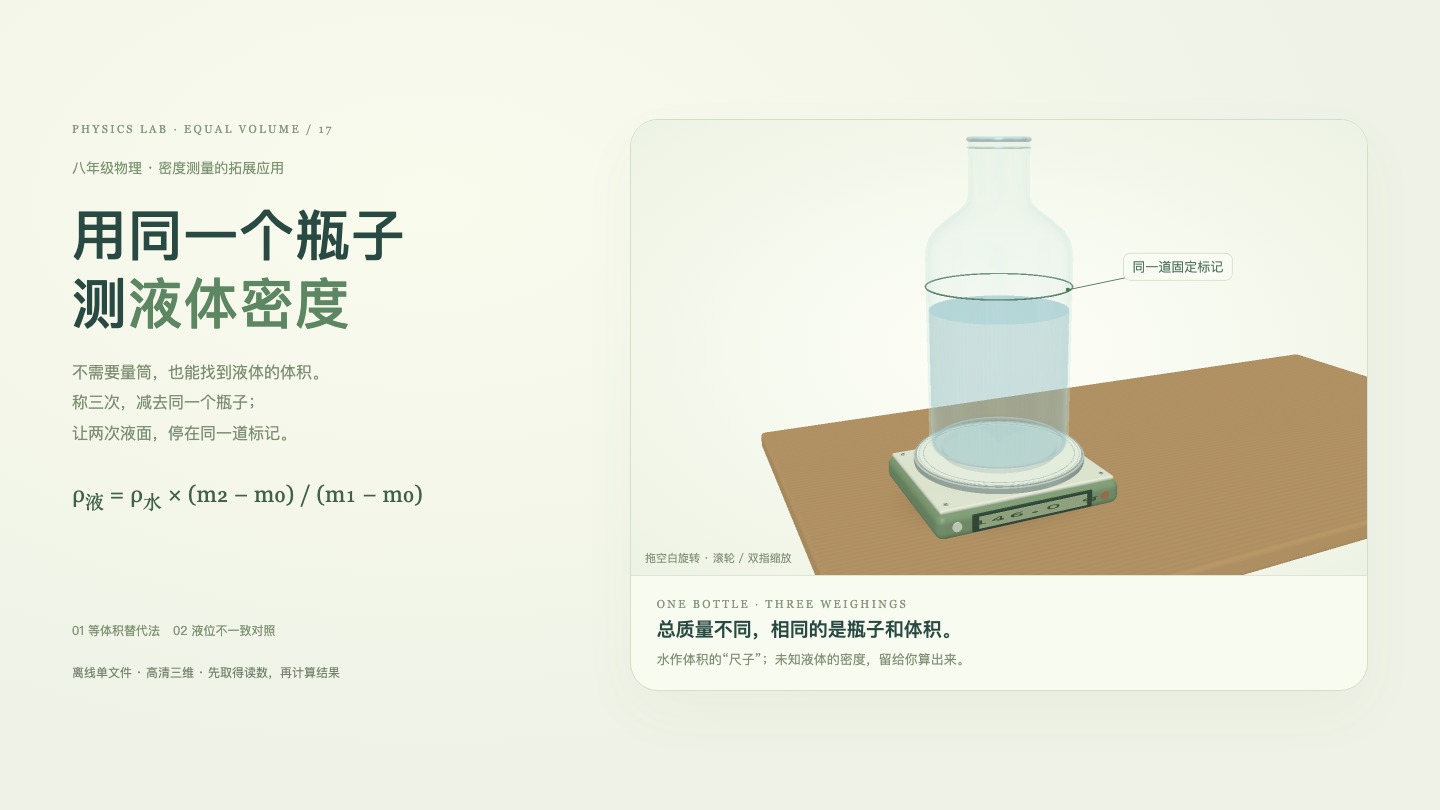 PHYSICS LAB · EQUAL VOLUME / 17
八年级物理 · 密度测量的拓展应用
用同一个瓶子
测液体密度
不需要量筒，也能找到液体的体积。
称三次，减去同一个瓶子；
让两次液面，停在同一道标记。
ρ液 = ρ水 × (m2 − m0) / (m1 − m0)
01 等体积替代法 02 液位不一致对照
离线单文件 · 高清三维 · 先取得读数，再计算结果
同一道固定标记
146.0
拖空白旋转 · 滚轮 / 双指缩放
ONE BOTTLE · THREE WEIGHINGS
总质量不同，相同的是瓶子和体积。
水作体积的“尺子”；未知液体的密度，留给你算出来。